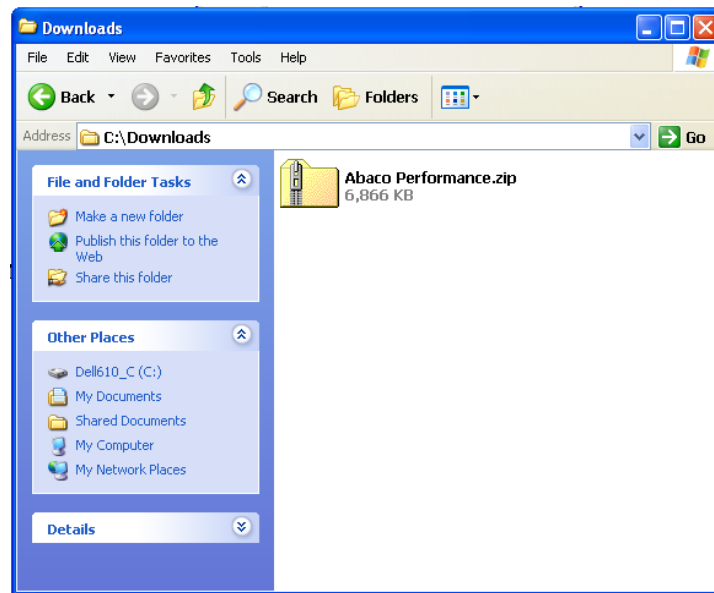 Downloads
File Edit View Favorites Tools Help
Back Search Folders
Address C:\Downloads Go
File and Folder Tasks
Make a new folder
Publish this folder to the
Web
Share this folder
Other Places
Dell610_C (C:)
My Documents
Shared Documents
My Computer
My Network Places
Details
Abaco Performance.zip
6,866 KB